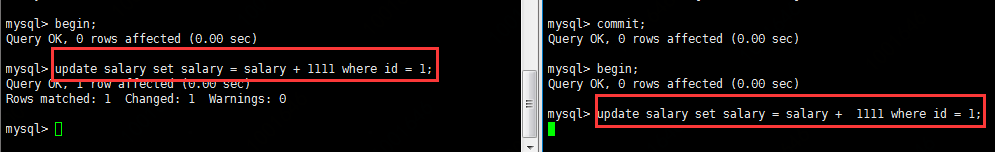 mysql> begin;
Query OK, 0 rows affected (0.00 sec)
mysql> update salary set salary = salary + 1111 where id = 1;
Query OK, 1 row affected (0.00 sec)
Rows matched: 1  Changed: 1  Warnings: 0
mysql>
mysql> commit;
Query OK, 0 rows affected (0.00 sec)
mysql> begin;
Query OK, 0 rows affected (0.00 sec)
mysql> update salary set salary = salary +  1111 where id = 1;